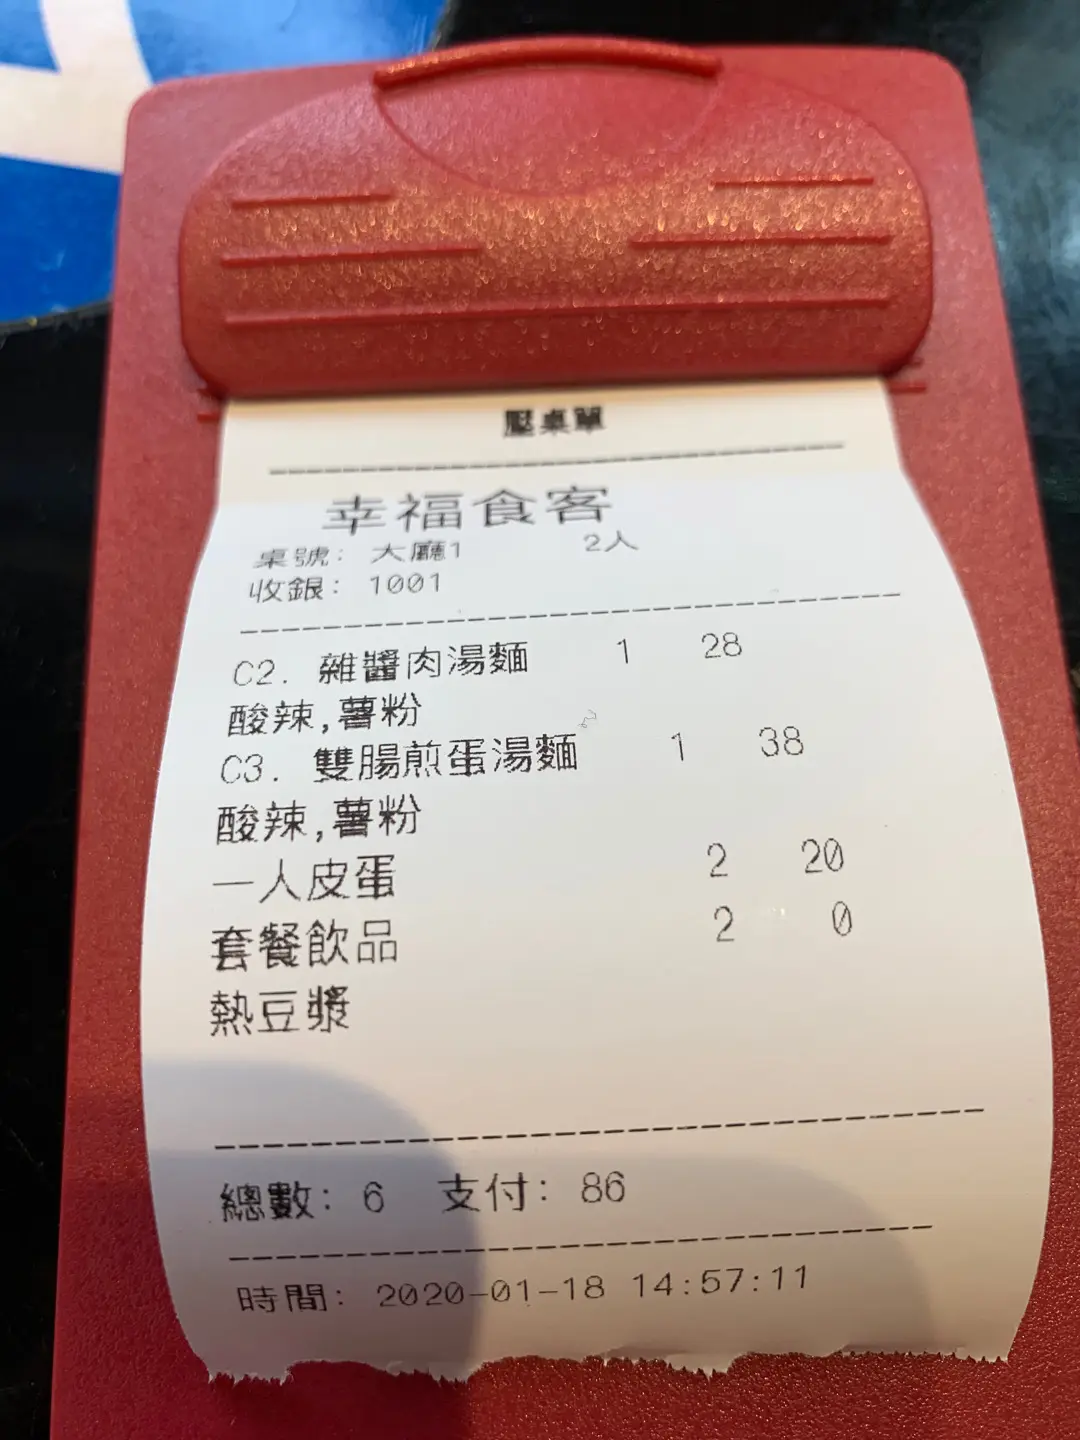 壓桌單
幸福食客
桌號: 大廳1 2人
收銀: 1001
C2. 雜醬肉湯麵 1 28
酸辣,薯粉
C3. 雙腸煎蛋湯麵 1 38
酸辣,薯粉
一人皮蛋 2 20
套餐飲品 2 0
熱豆漿
總數: 6 支付: 86
時間: 2020-01-18 14:57:11